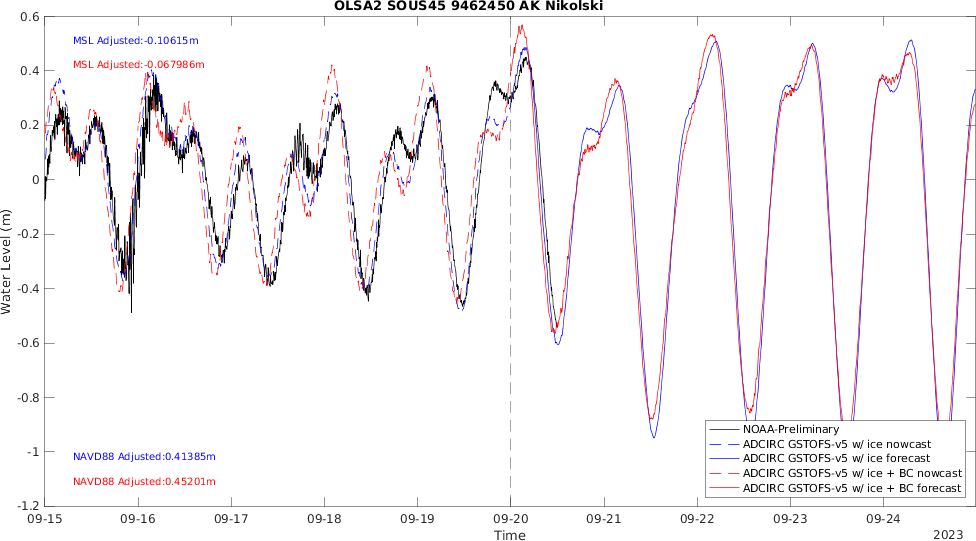 OLSA2 SOUS45 9462450 AK Nikolski
MSL Adjusted:-0.10615m
MSL Adjusted:-0.067986m
NAVD88 Adjusted:0.41385m
NAVD88 Adjusted:0.45201m
Water Level (m)
0.6
0.4
0.2
0
-0.2
-0.4
-0.6
-0.8
-1
-1.2
NOAA-Preliminary
ADCIRC GSTOFS-v5 w/ ice nowcast
ADCIRC GSTOFS-v5 w/ ice forecast
ADCIRC GSTOFS-v5 w/ ice + BC nowcast
ADCIRC GSTOFS-v5 w/ ice + BC forecast
09-15 09-16 09-17 09-18 09-19 09-20 09-21 09-22 09-23 09-24
Time
2023